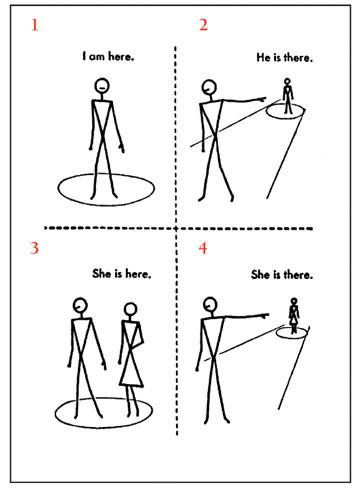 1
I am here.
2
He is there.
3
She is here.
4
She is there.